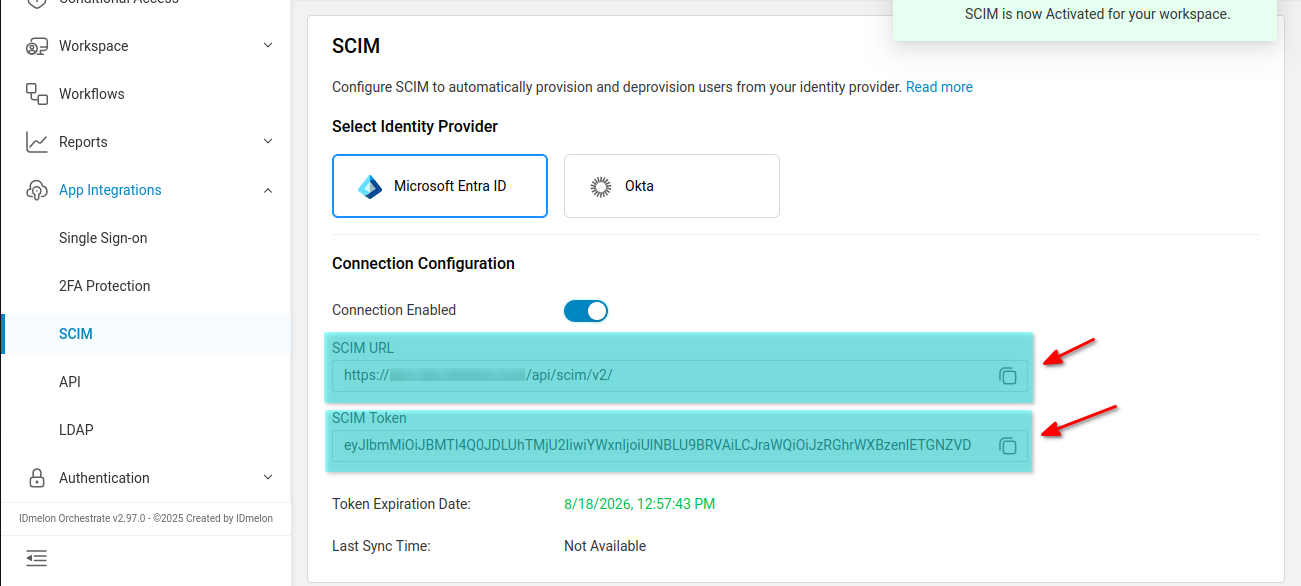 Conditional Access
Workspace
Workflows
Reports
App Integrations
Single Sign-on
2FA Protection
SCIM
API
LDAP
Authentication
IDmelon Orchestrate v2.97.0 - ©2025 Created by IDmelon
SCIM is now Activated for your workspace.
SCIM
Configure SCIM to automatically provision and deprovision users from your identity provider. Read more
Select Identity Provider
Microsoft Entra ID
Okta
Connection Configuration
Connection Enabled
SCIM URL
https:// /api/scim/v2/
SCIM Token
eyJlbmMiOiJBMTI4Q0JDLUhTMjU2IiwiYWxnIjoiUlNBLU9BRVAiLCJraWQiOiJzRGhrWXBzenlETGNZVD
Token Expiration Date:
8/18/2026, 12:57:43 PM
Last Sync Time:
Not Available